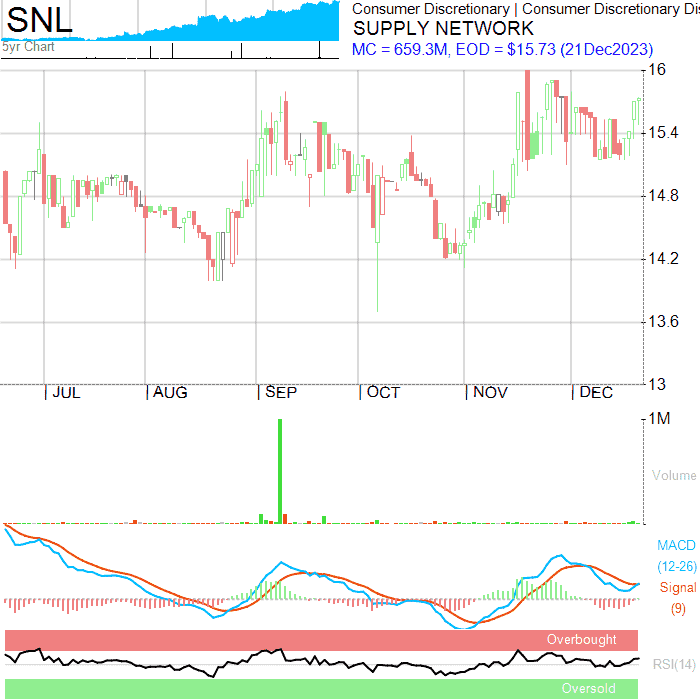 SNL
5yr Chart
Consumer Discretionary | Consumer Discretionary Dis
SUPPLY NETWORK
MC = 659.3M, EOD = $15.73 (21Dec2023)
16
15.4
14.8
14.2
13.6
13
| JUL | AUG | SEP | OCT | NOV | DEC
1M
Volume
MACD
(12-26)
Signal
(9)
Overbought
RSI(14)
Oversold